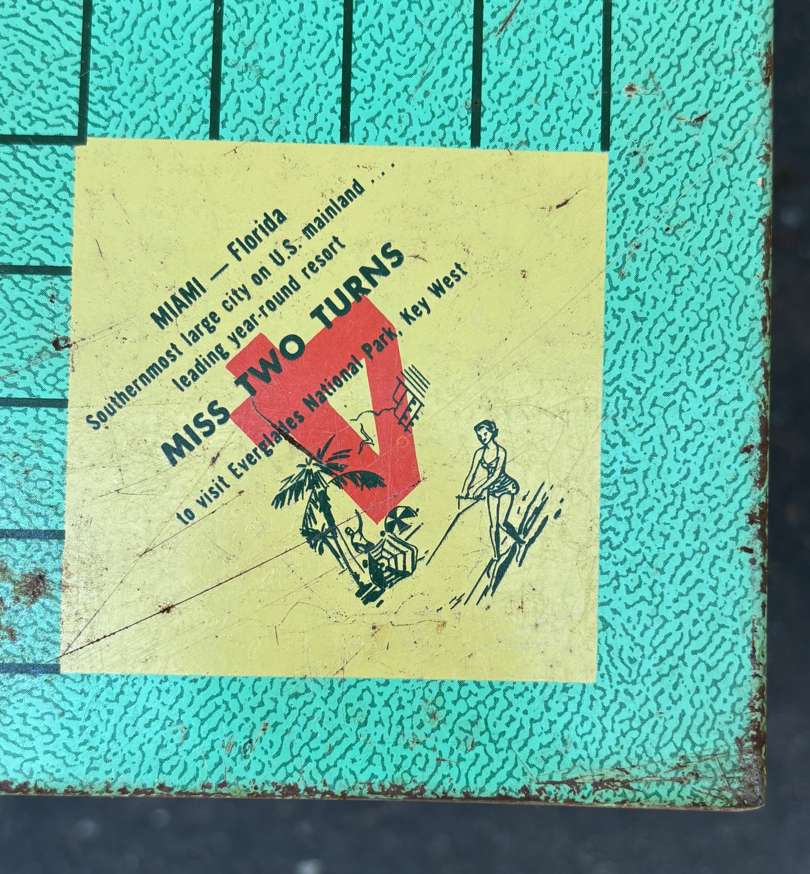 MIAMI — Florida
Southernmost large city on U.S. mainland ...
leading year-round resort
MISS TWO TURNS
to visit Everglades National Park, Key West